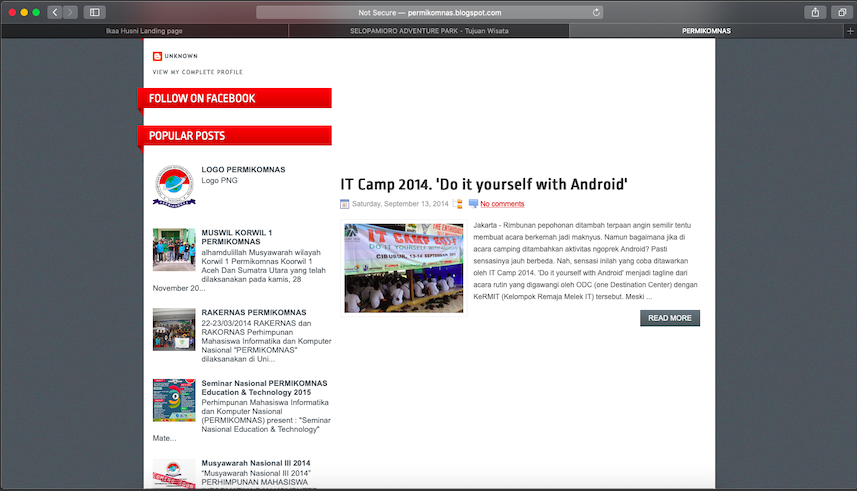 Not Secure — permikomnas.blogspot.com
Ikaa Husni Landing page
SELOPAMIORO ADVENTURE PARK - Tujuan Wisata
PERMIKOMNAS
UNKNOWN
VIEW MY COMPLETE PROFILE
FOLLOW ON FACEBOOK
POPULAR POSTS
LOGO PERMIKOMNAS
Logo PNG
MUSWIL KORWIL 1
PERMIKOMNAS
alhamdulillah Musyawarah wilayah
Korwil 1 Permikomnas Koorwil 1
Aceh Dan Sumatra Utara yang telah
dilaksanakan pada kamis, 28
November 20...
RAKERNAS PERMIKOMNAS
22-23/03/2014 RAKERNAS dan
RAKORNAS Perhimpunan
Mahasiswa Informatika dan Komputer
Nasional "PERMIKOMNAS"
dilaksanakan di Uni...
Seminar Nasional PERMIKOMNAS
Education & Technology 2015
Perhimpunan Mahasiswa Informatika
dan Komputer Nasional
(PERMIKOMNAS) present : "Seminar
Nasional Education & Technology"
Mate...
Musyawarah Nasional III 2014
"Musyawarah Nasional III 2014"
PERHIMPUNAN MAHASISWA
IT Camp 2014. 'Do it yourself with Android'
Saturday, September 13, 2014
No comments
IT CAMP 2014
DO IT YOURSELF WITH ANDROID
CIBUBUR, 13-14 SEPTEMBER 201
Jakarta - Rimbunan pepohonan ditambah terpaan angin semilir tentu
membuat acara berkemah jadi maknyus. Namun bagaimana jika di
acara camping ditambahkan aktivitas ngoprek Android? Pasti
sensasinya jauh berbeda. Nah, sensasi inilah yang coba ditawarkan
oleh IT Camp 2014. 'Do it yourself with Android' menjadi tagline dari
acara rutin yang digawangi oleh ODC (one Destination Center) dengan
KeRMIT (Kelompok Remaja Melek IT) tersebut. Meski ...
READ MORE